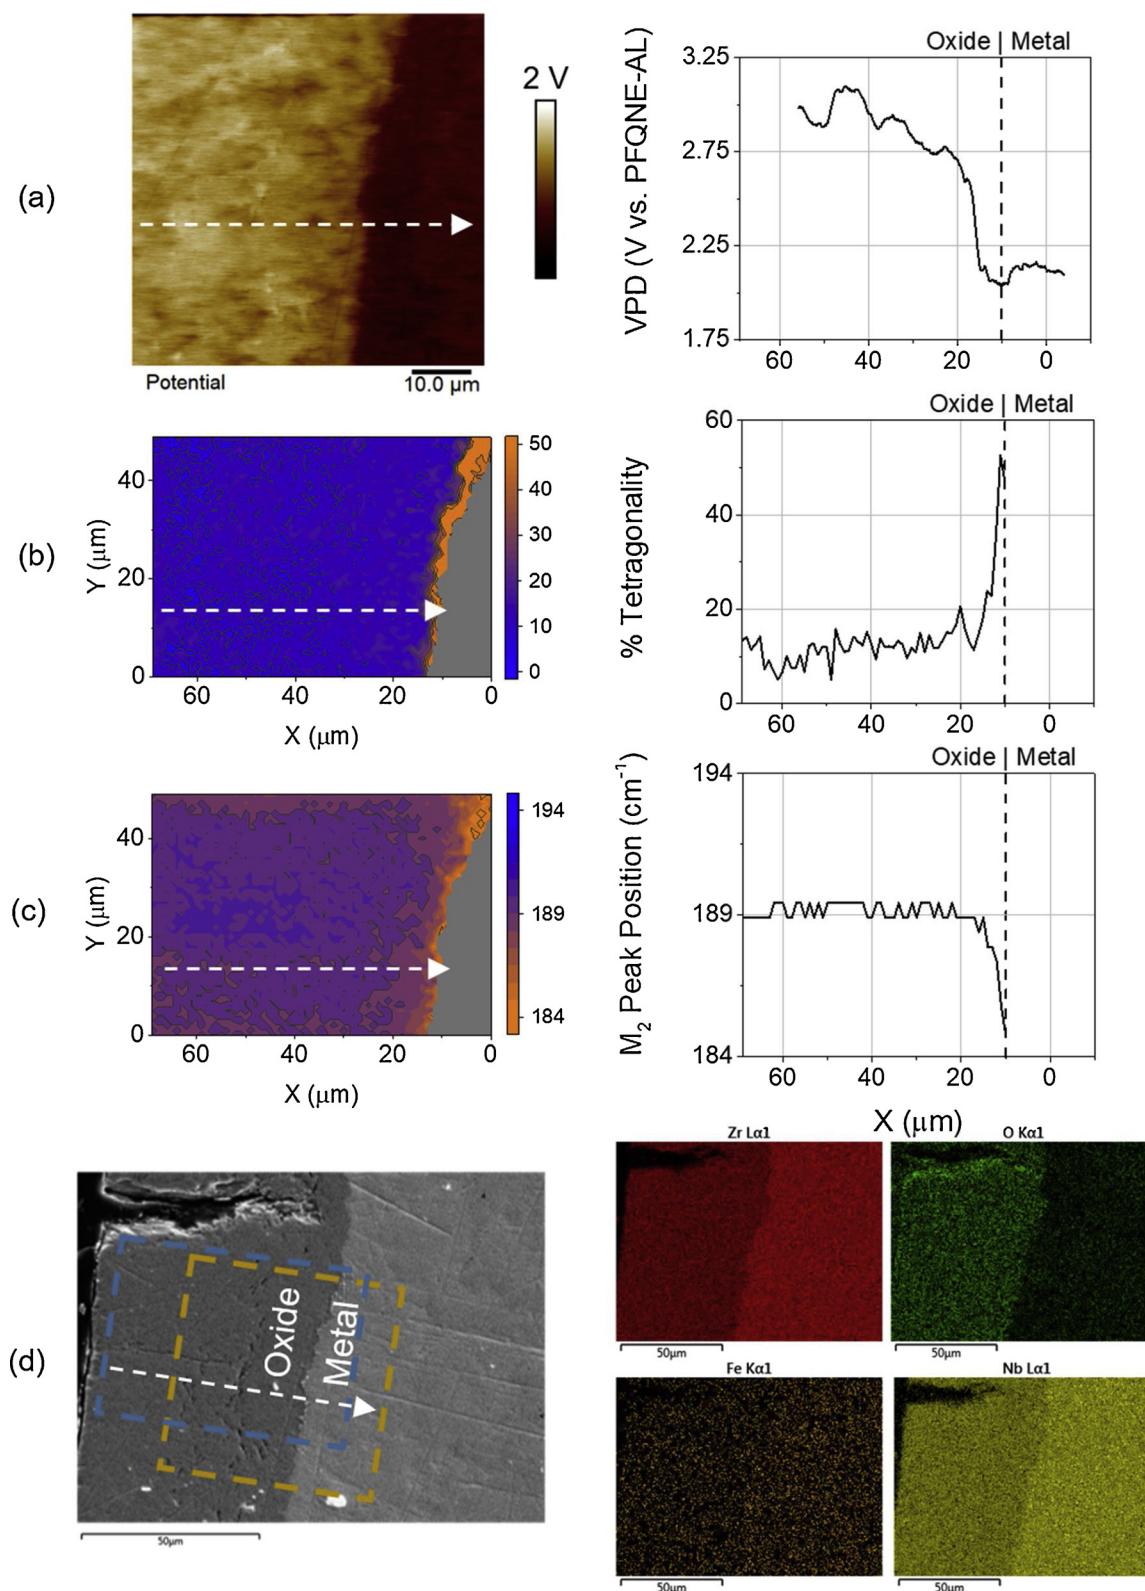 (a)
Potential
10.0 μm
2 V
Oxide | Metal
VPD (V vs. PFQNE-AL)
3.25
2.75
2.25
1.75
60 40 20 0
(b)
Y (μm)
40
20
0
60 40 20 0
X (μm)
50
40
30
20
10
0
Oxide | Metal
% Tetragonality
60
40
20
0
60 40 20 0
(c)
Y (μm)
40
20
0
60 40 20 0
X (μm)
194
189
184
Oxide | Metal
M₂ Peak Position (cm⁻¹)
194
189
184
60 40 20 0
X (μm)
(d)
Oxide
Metal
50μm
Zr Lα1
50μm
O Kα1
50μm
Fe Kα1
50μm
Nb Lα1
50μm